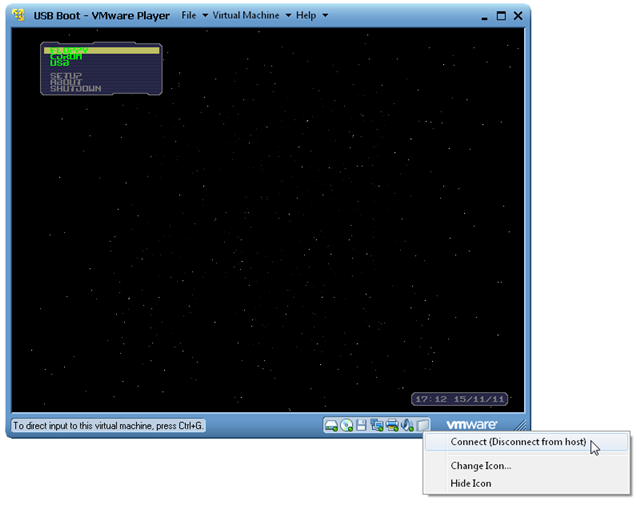 USB Boot - VMware Player File Virtual Machine Help
FLOPPY
CDROM
USB
SETUP
ABOUT
SHUTDOWN
17:12 15/11/11
To direct input to this virtual machine, press Ctrl+G.
vmware
Connect (Disconnect from host)
Change Icon...
Hide Icon